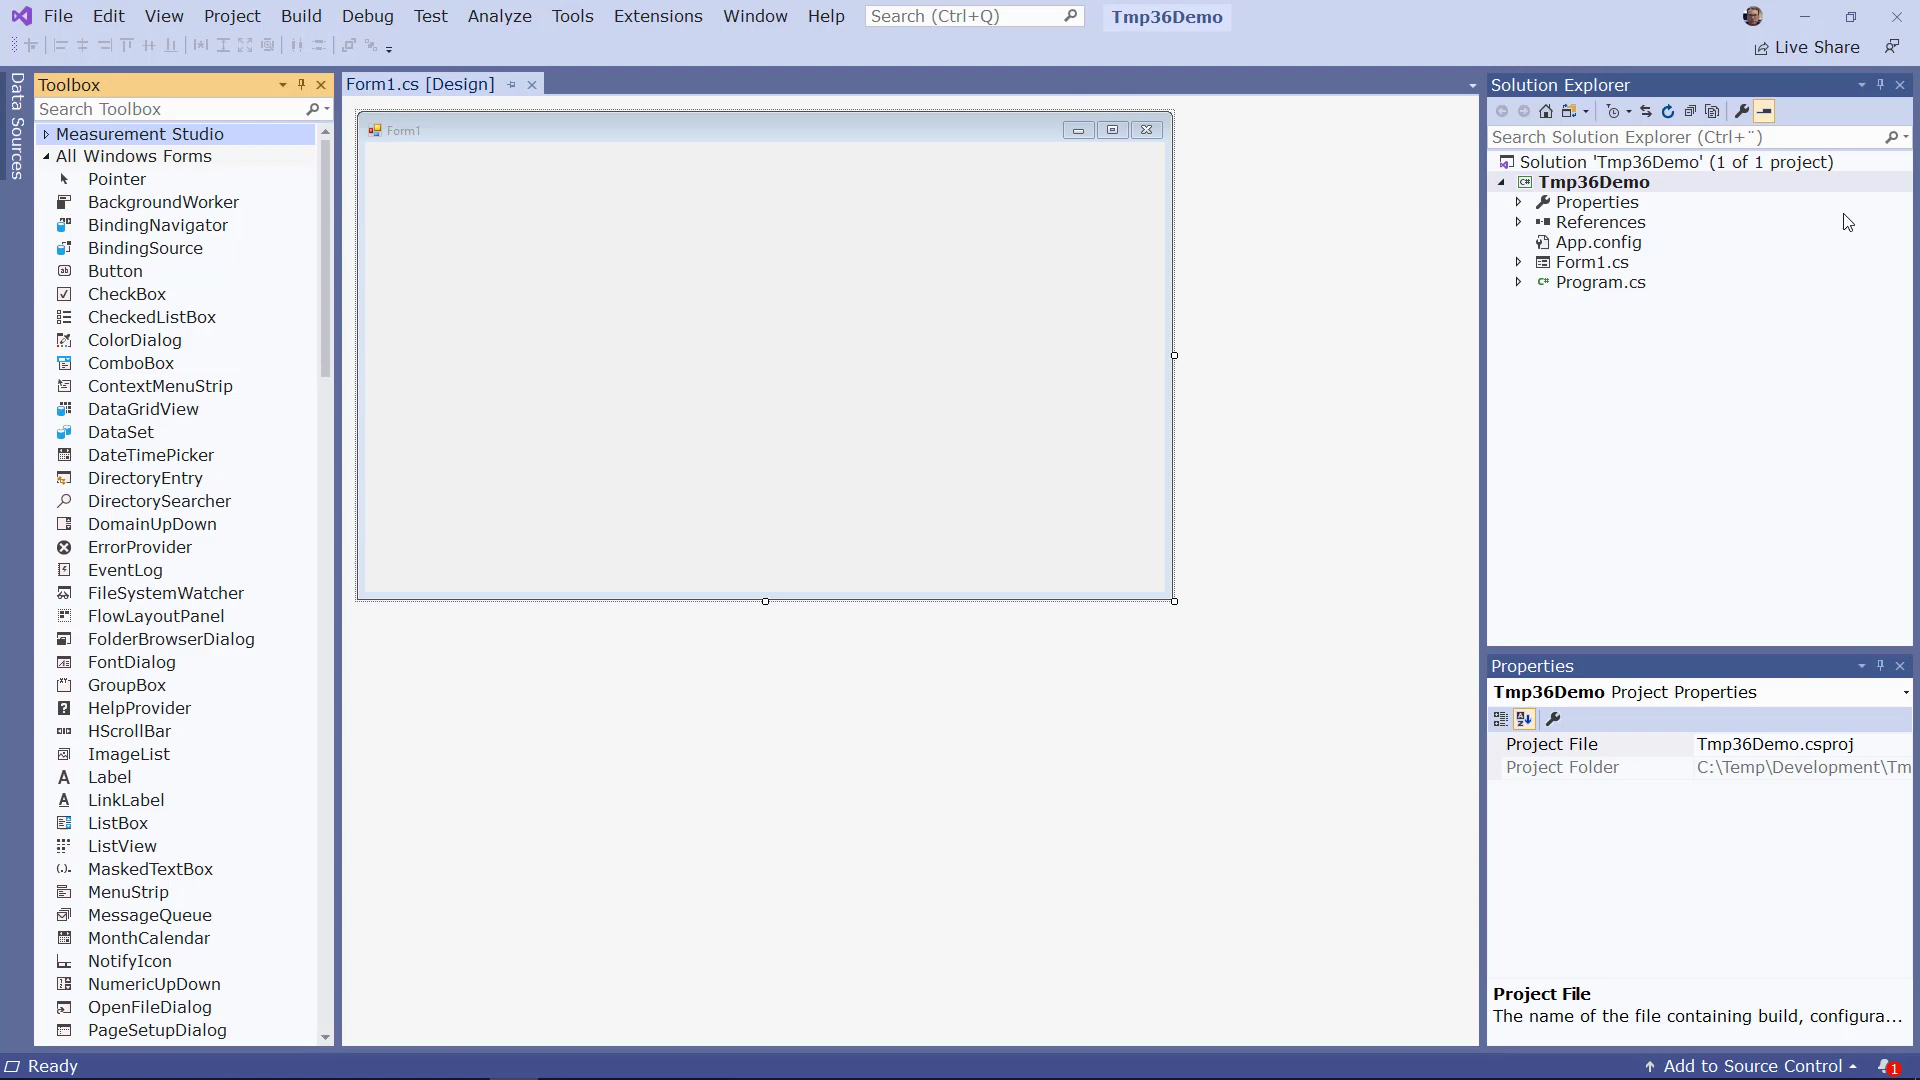 File Edit View Project Build Debug Test Analyze Tools Extensions Window Help Search (Ctrl+Q) Tmp36Demo
Live Share
Data Sources
Toolbox
Search Toolbox
Measurement Studio
All Windows Forms
Pointer
BackgroundWorker
BindingNavigator
BindingSource
Button
CheckBox
CheckedListBox
ColorDialog
ComboBox
ContextMenuStrip
DataGridView
DataSet
DateTimePicker
DirectoryEntry
DirectorySearcher
DomainUpDown
ErrorProvider
EventLog
FileSystemWatcher
FlowLayoutPanel
FolderBrowserDialog
FontDialog
GroupBox
HelpProvider
HScrollBar
ImageList
Label
LinkLabel
ListBox
ListView
MaskedTextBox
MenuStrip
MessageQueue
MonthCalendar
NotifyIcon
NumericUpDown
OpenFileDialog
PageSetupDialog
Form1.cs [Design]
Form1
Solution Explorer
Search Solution Explorer (Ctrl+¨)
Solution 'Tmp36Demo' (1 of 1 project)
Tmp36Demo
Properties
References
App.config
Form1.cs
Program.cs
Properties
Tmp36Demo Project Properties
Project File Tmp36Demo.csproj
Project Folder C:\Temp\Development\Tm
Project File
The name of the file containing build, configura...
Ready
Add to Source Control
1